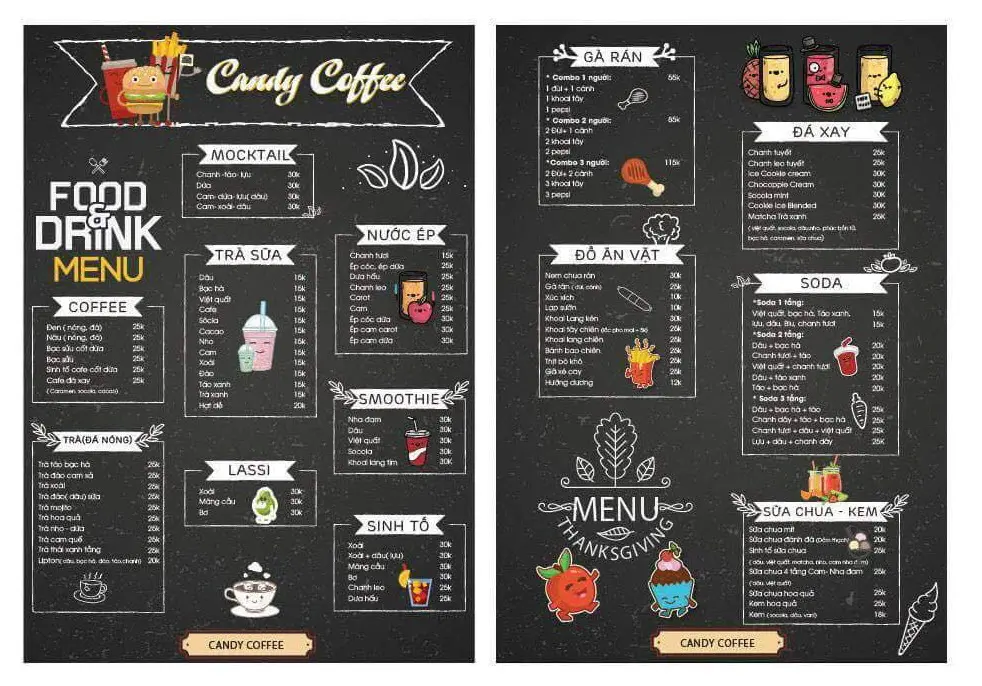 Candy Coffee
FOOD
&
DRINK
MENU
COFFEE
Đen ( nóng, đá) 25k
Nâu ( nóng, đá) 25k
Bạc sửu cốt dừa 25k
Bạc sửu 25k
Sinh tố cafe cốt dừa 25k
Cafe đá xay 25k
( Caramen, socola, cacao)
TRÀ(ĐÁ NÓNG)
Trà táo bạc hà 25k
Trà đào cam xả 25k
Trà xoài 25k
Trà đào( dâu) sữa 25k
Trà mojito 25k
Trà hoa quả 25k
Trà nho - dứa 25k
Trà cam quế 25k
Trà thái xanh tầng 25k
Lipton( dâu, bạc hà, đào, táo,chanh) 20k
MOCKTAIL
Chanh -táo- lựu 30k
Dứa 30k
Cam- dứa- lựu( dâu) 30k
Cam- xoài- dâu 30k
TRÀ SỮA
Dâu 15k
Bạc hà 15k
Việt quất 15k
Cafe 15k
Sôcla 15k
Cacao 15k
Nho 15k
Cam 15k
Xoài 15k
Đào 15k
Táo xanh 15k
Trà xanh 15k
Hạt dẻ 20k
LASSI
Xoài 30k
Mãng cầu 30k
Bơ 30k
NƯỚC ÉP
Chanh tươi 15k
Ép cóc, ép dứa 25k
Dưa hấu 25k
Chanh leo 25k
Carot 25k
Cam 25k
Ép cóc dứa 25k
Ép cam carot 30k
Ép cam dứa 30k
SMOOTHIE
Nha đam 30k
Dâu 30k
Việt quất 30k
Socola 30k
Khoai lang tím 30K
SINH TỐ
Xoài 30k
Xoài + dâu( lựu) 30k
Mãng cầu 30k
Bơ 30k
Chanh leo 25k
Dưa hấu 25k
CANDY COFFEE
GÀ RÁN
* Combo 1 người: 55k
1 đùi + 1 cánh
1 khoai tây
1 pepsi
* Combo 2 người: 85k
2 Đùi+ 1 cánh
2 khoai tây
2 pepsi
*Combo 3 người: 115k
2 Đùi+ 2 cánh
3 khoai tây
3 pepsi
ĐỒ ĂN VẶT
Nem chua rán 30k
Gà rán ( đùi, cánh) 25k
Xúc xích 10k
Lạp sườn 10k
Khoai Lang kén 30k
Khoai tây chiên 25k
Khoai lang chiên 25k
Bánh bao chiên 25k
Thịt bò khô 25k
Gà xé cay 25k
Hướng dương 12k
MENU
THANKSGIVING
ĐÁ XAY
Chanh tuyết 25k
Chanh leo tuyết 25k
Ice Cookie cream 30K
Chocopple Cream 30K
Socola mint 30K
Cookie Ice Blended 30K
Matcha Trà xanh 25K
( việt quất, socola, dâu,nho, phúc bồn tử,
bạc hà, caramen, sữa chua)
SODA
*Soda 1 tầng:
Việt quất, bạc hà, Táo xanh, 15k
lựu, dâu, Blu, chanh tươi 15k
*Soda 2 tầng:
Dâu + bạc hà 20k
Chanh tươi + táo 20k
Việt quất + chanh tươi 20k
Dâu + táo xanh 20k
Táo + bạc hà 20k
* Soda 3 tầng:
Dâu + bạc hà + táo 25k
Chanh dây + táo + bạc hà 25k
Chanh tươi + dâu + việt quất 25k
Lựu + dâu + chanh dây 25K
SỮA CHUA - KEM
Sữa chua mít 20k
Sữa chua đánh đá (thêm thạch) 20k
Sinh tố sữa chua 25k
( dâu, việt quất, matcha, nho, cam nha đam)
Sữa chua 4 tầng Cam- Nha đam 25k
(dâu, việt quất)
Sữa chua hoa quả 25k
Kem hoa quả 25k
Kem ( socola, dâu, vani) 18k
CANDY COFFEE